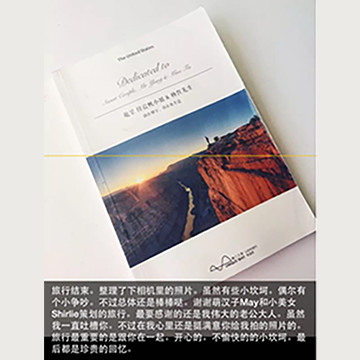 The United States
Dedicated to
旅行结束。整理了下相机里的照片。虽然有些小坎坷。偶尔有
个小争吵。不过总体还是棒棒哒。谢谢萌汉子May和小美女
Shirlie策划的旅行。最要感谢的还是我伟大的老公大人。虽然
我一直吐槽你。不过在我心里还是挺满意你给我拍的照片的。
旅行最重要的是跟你在一起。开心的。不愉快的的小坎坷。最
后都是珍贵的回忆。